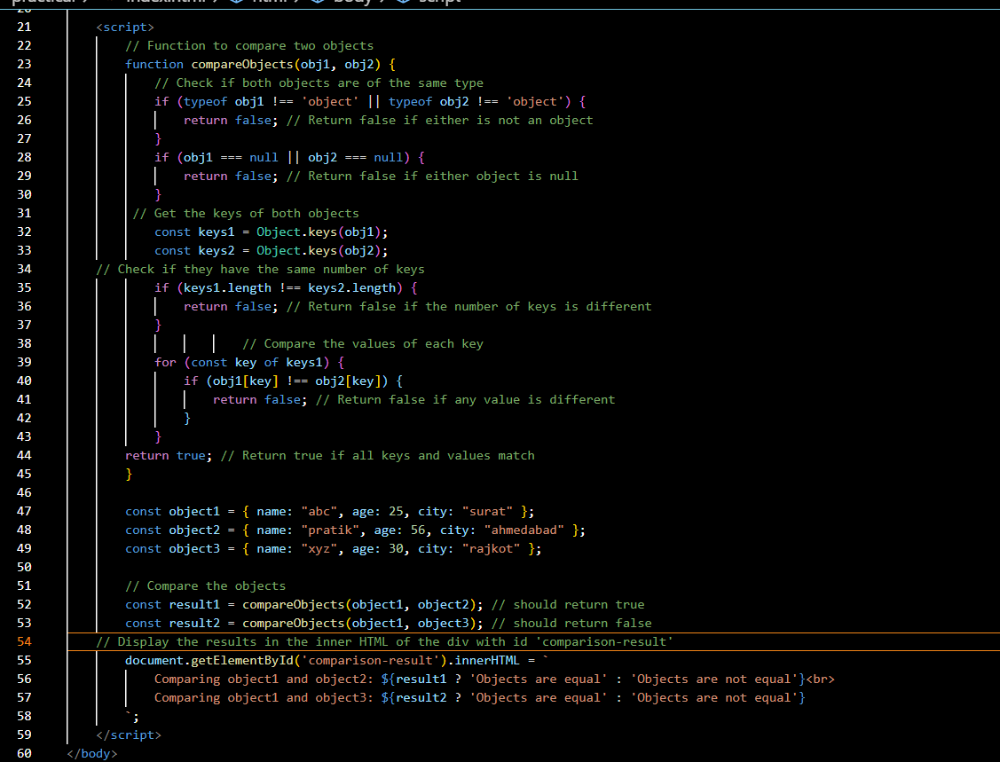 practical > index.html > html > body > script
20
21 <script>
22 // Function to compare two objects
23 function compareObjects(obj1, obj2) {
24 // Check if both objects are of the same type
25 if (typeof obj1 !== 'object' || typeof obj2 !== 'object') {
26 return false; // Return false if either is not an object
27 }
28 if (obj1 === null || obj2 === null) {
29 return false; // Return false if either object is null
30 }
31 // Get the keys of both objects
32 const keys1 = Object.keys(obj1);
33 const keys2 = Object.keys(obj2);
34 // Check if they have the same number of keys
35 if (keys1.length !== keys2.length) {
36 return false; // Return false if the number of keys is different
37 }
38 // Compare the values of each key
39 for (const key of keys1) {
40 if (obj1[key] !== obj2[key]) {
41 return false; // Return false if any value is different
42 }
43 }
44 return true; // Return true if all keys and values match
45 }
46
47 const object1 = { name: "abc", age: 25, city: "surat" };
48 const object2 = { name: "pratik", age: 56, city: "ahmedabad" };
49 const object3 = { name: "xyz", age: 30, city: "rajkot" };
50
51 // Compare the objects
52 const result1 = compareObjects(object1, object2); // should return true
53 const result2 = compareObjects(object1, object3); // should return false
54 // Display the results in the inner HTML of the div with id 'comparison-result'
55 document.getElementById('comparison-result').innerHTML = `
56 Comparing object1 and object2: ${result1 ? 'Objects are equal' : 'Objects are not equal'}<br>
57 Comparing object1 and object3: ${result2 ? 'Objects are equal' : 'Objects are not equal'}
58 `;
59 </script>
60 </body>